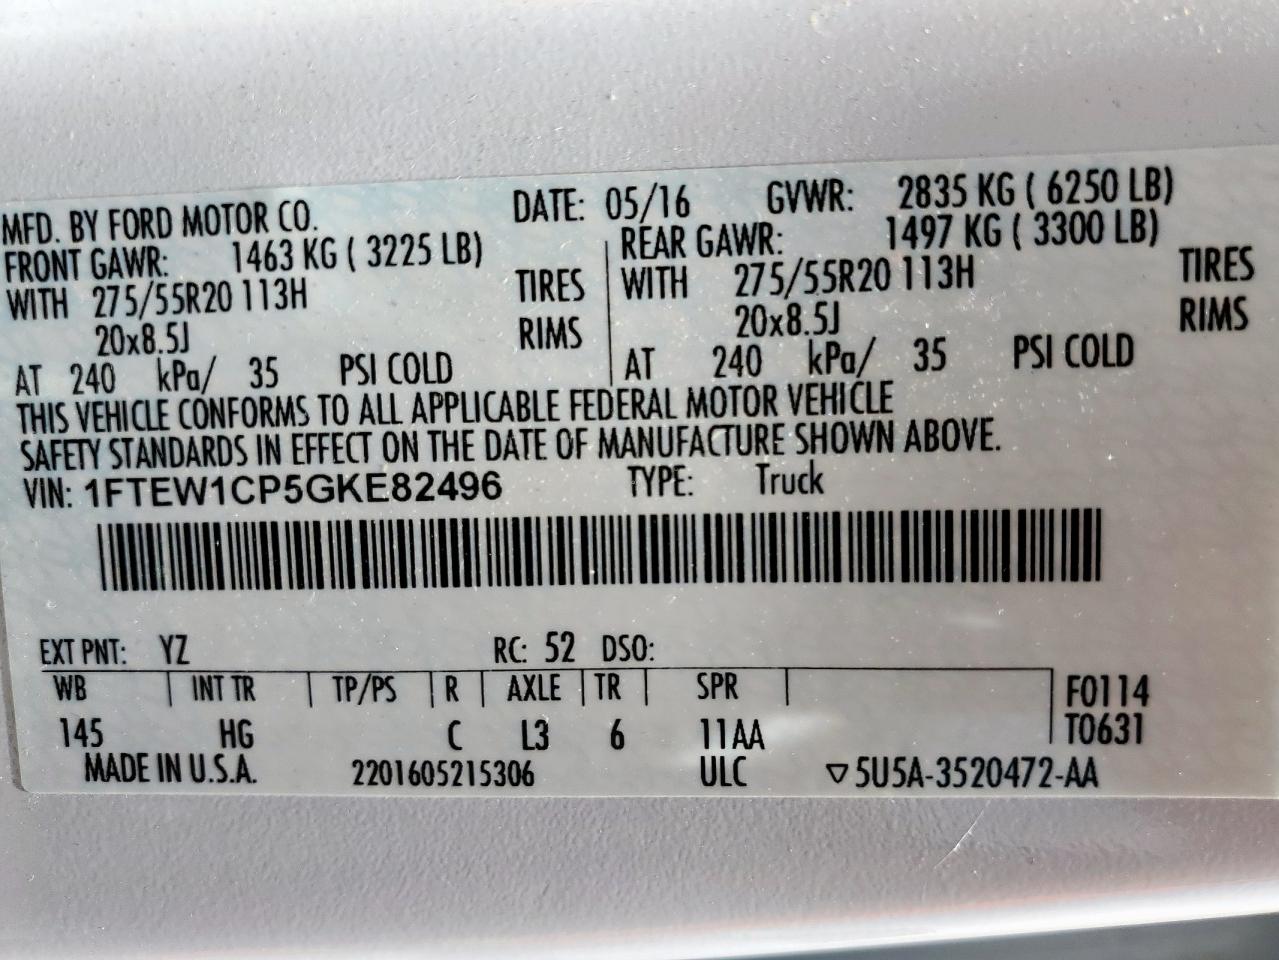 MFD. BY FORD MOTOR CO. DATE: 05/16 GVWR: 2835 KG ( 6250 LB)
FRONT GAWR: 1463 KG ( 3225 LB) REAR GAWR: 1497 KG ( 3300 LB)
WITH 275/55R20 113H TIRES WITH 275/55R20 113H TIRES
20x8.5J RIMS 20x8.5J RIMS
AT 240 kPa/ 35 PSI COLD AT 240 kPa/ 35 PSI COLD
THIS VEHICLE CONFORMS TO ALL APPLICABLE FEDERAL MOTOR VEHICLE
SAFETY STANDARDS IN EFFECT ON THE DATE OF MANUFACTURE SHOWN ABOVE.
VIN: 1FTEW1CP5GKE82496 TYPE: Truck
EXT PNT: YZ RC: 52 DSO:
WB INT TR TP/PS R AXLE TR SPR F0114
145 HG C L3 6 11AA T0631
MADE IN U.S.A. 2201605215306 ULC ▽5U5A-3520472-AA